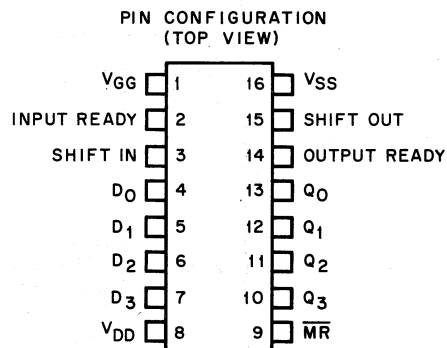 PIN CONFIGURATION
(TOP VIEW)
VGG 1 16 VSS
INPUT READY 2 15 SHIFT OUT
SHIFT IN 3 14 OUTPUT READY
D0 4 13 Q0
D1 5 12 Q1
D2 6 11 Q2
D3 7 10 Q3
VDD 8 9 M̅R̅